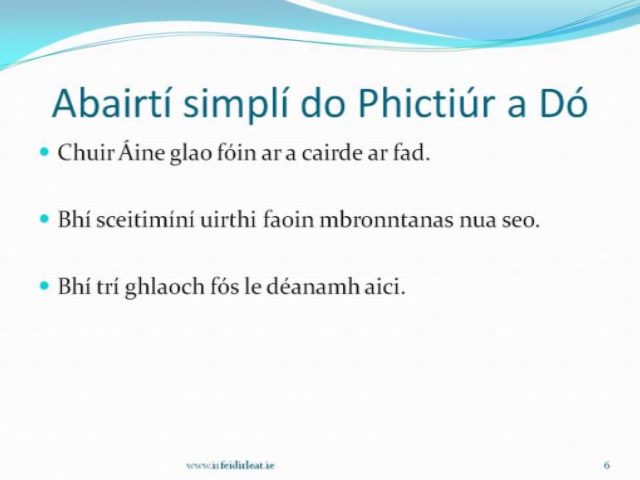 Abairtí simplí do Phictiúr a Dó
Chuir Áine glao fóin ar a cairde ar fad.
Bhí sceitimíní uirthi faoin mbronntanas nua seo.
Bhí trí ghlaoch fós le déanamh aici.
www.isfeidirleat.ie
6